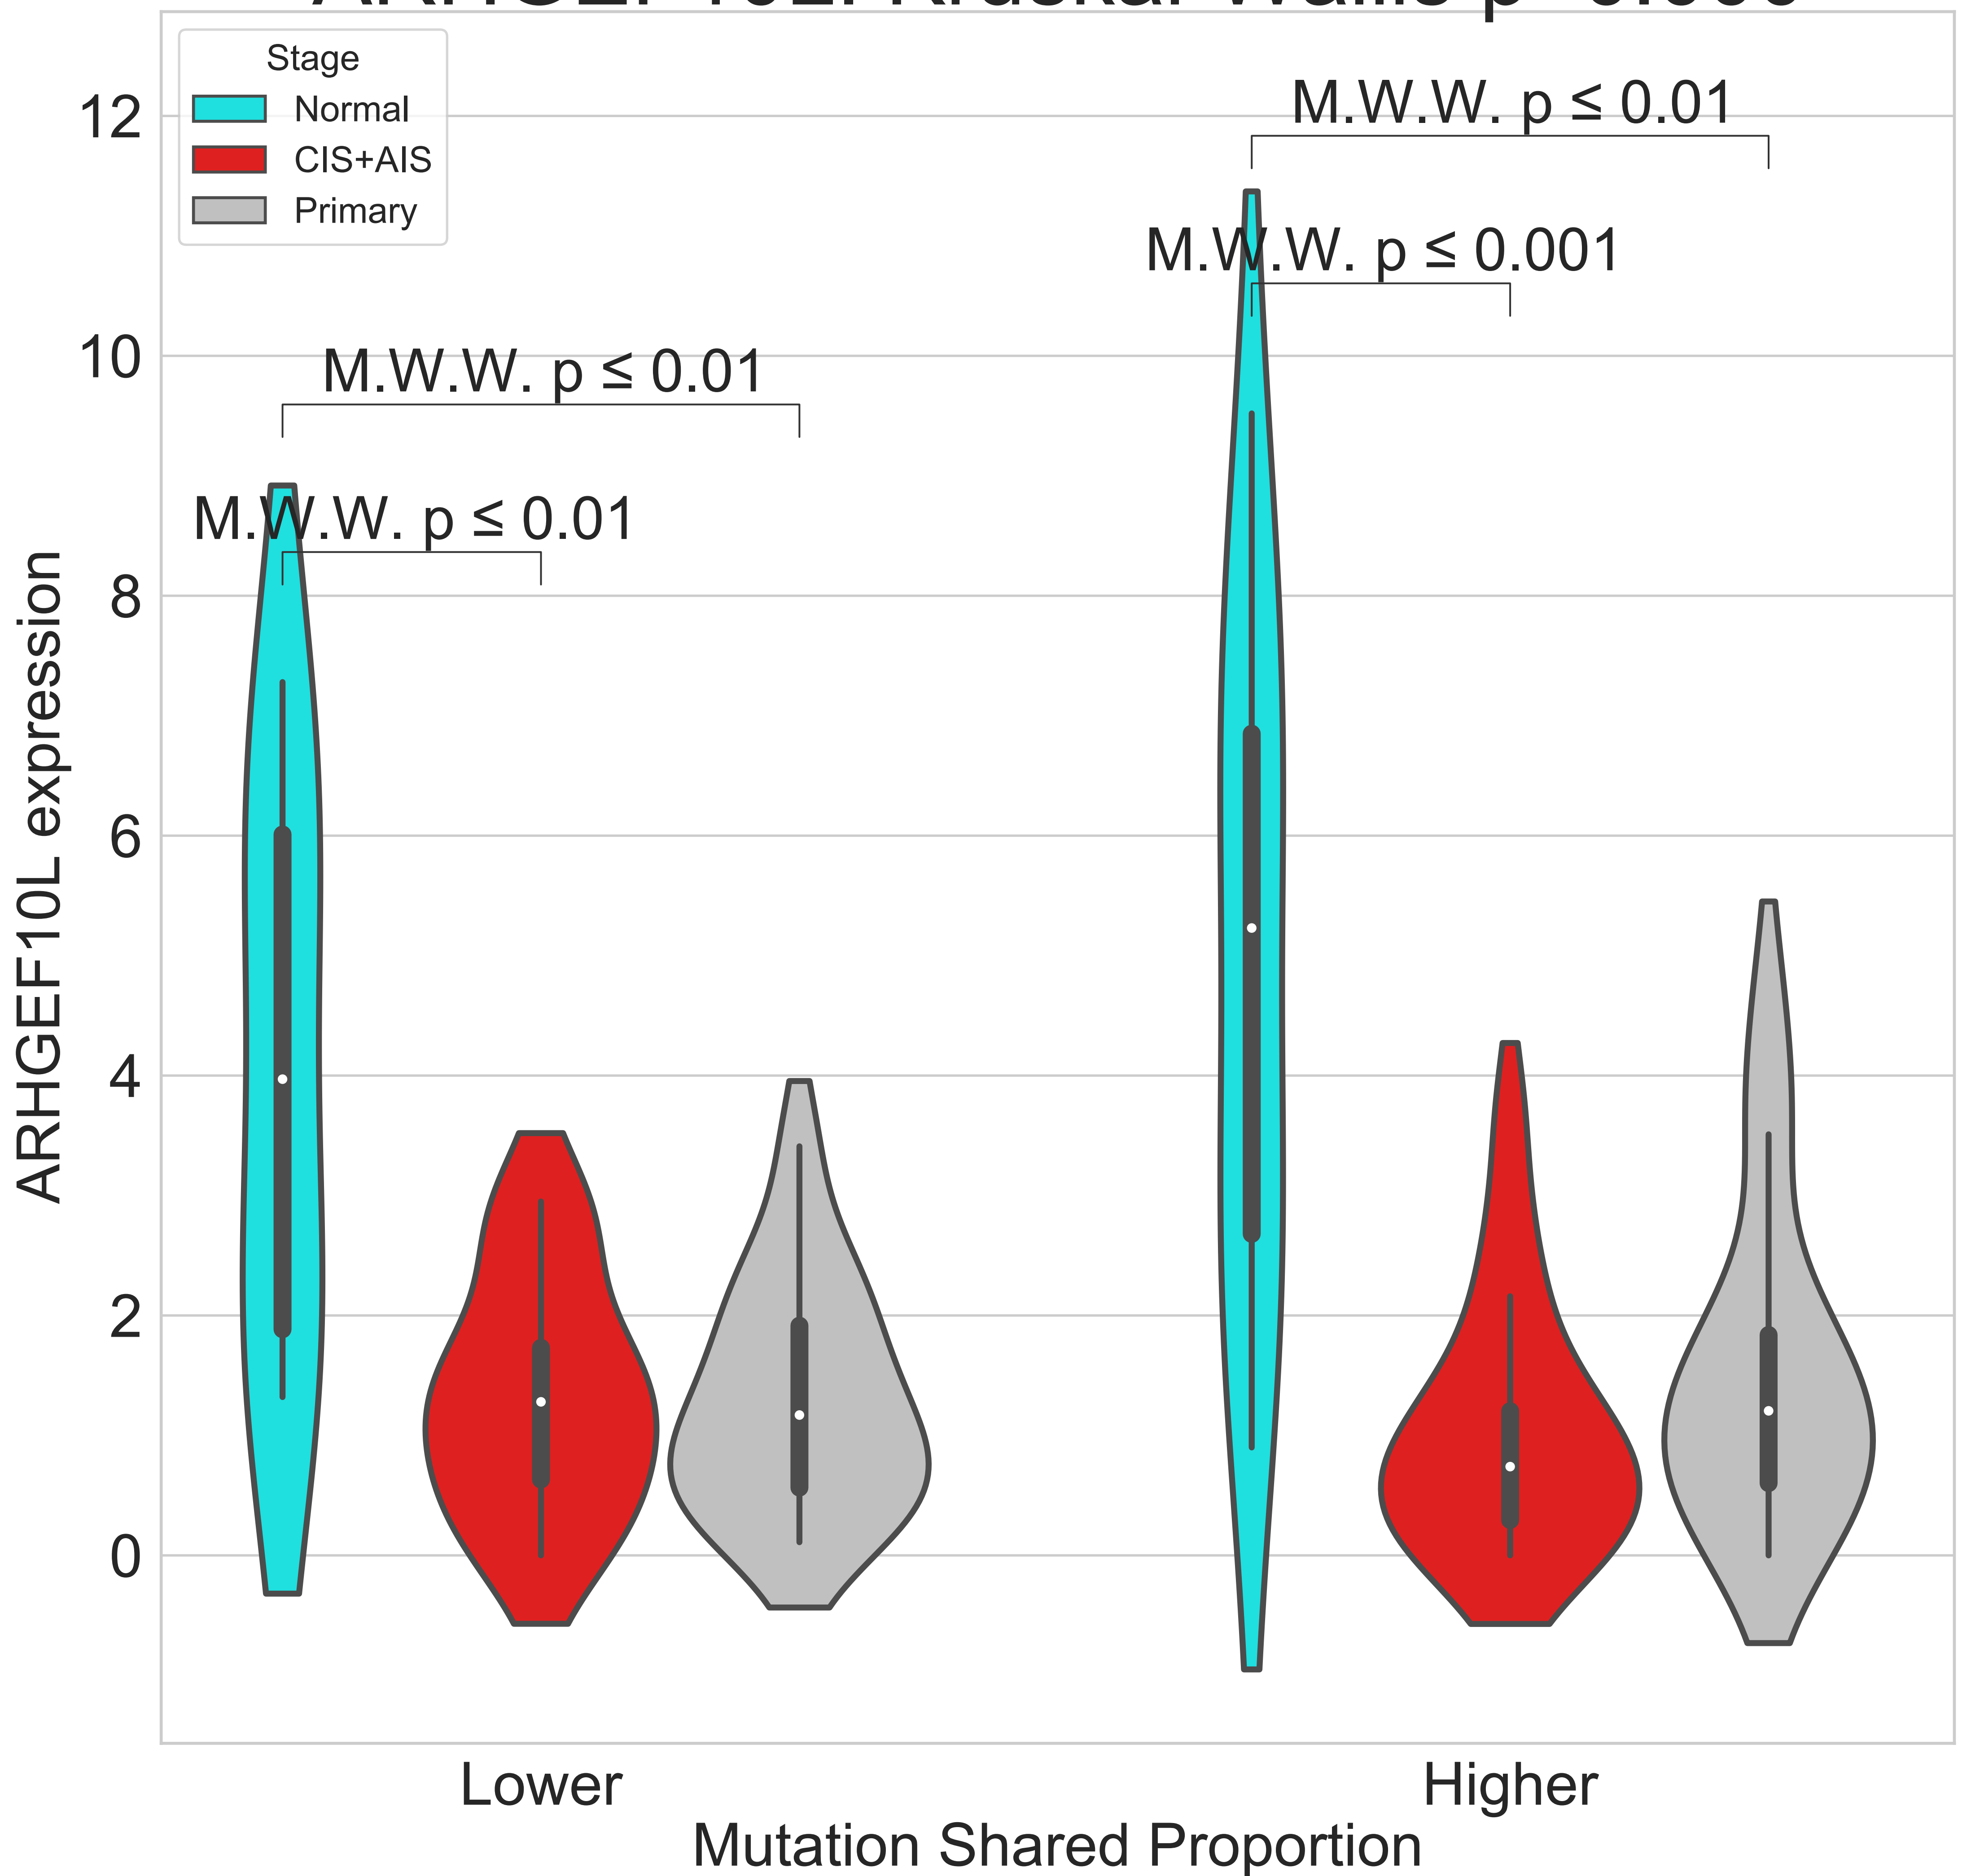 Stage
Normal
CIS+AIS
Primary
M.W.W. p ≤ 0.01
M.W.W. p ≤ 0.001
M.W.W. p ≤ 0.01
M.W.W. p ≤ 0.01
12
10
8
6
4
2
0
ARHGEF10L expression
Lower
Higher
Mutation Shared Proportion